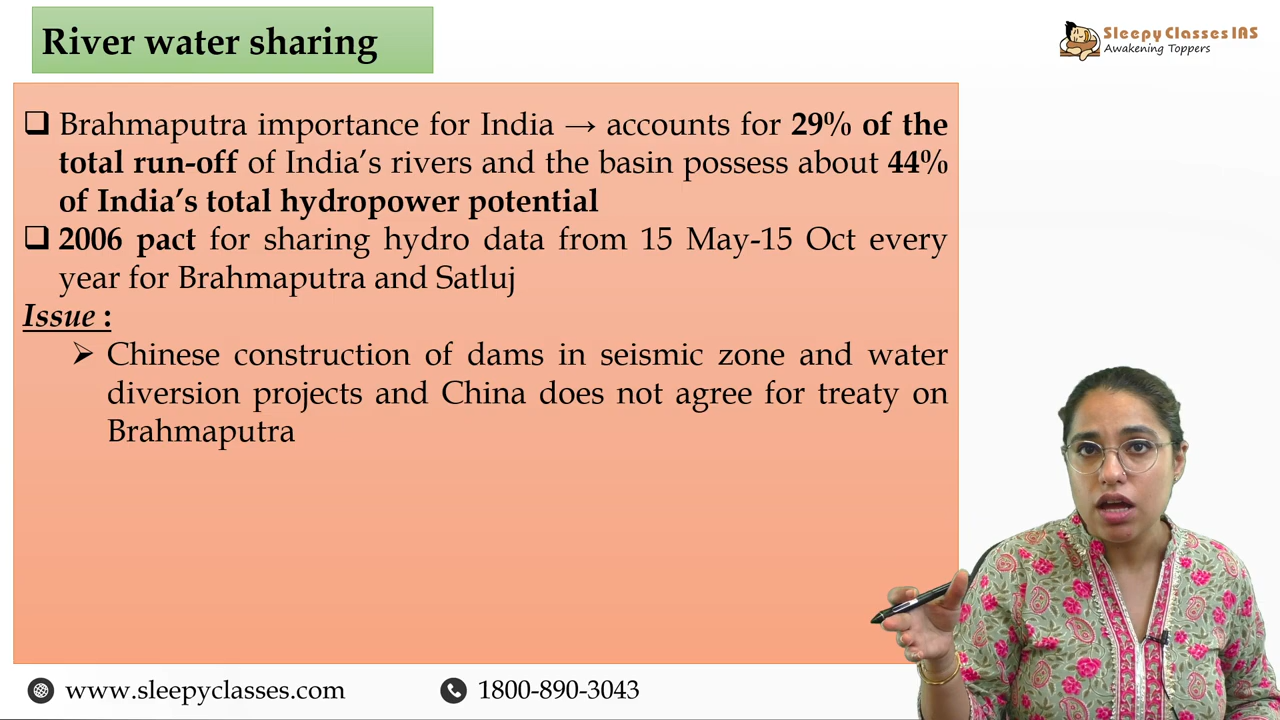 River water sharing
Sleepy Classes IAS
Awakening Toppers
❑ Brahmaputra importance for India → accounts for 29% of the
total run-off of India’s rivers and the basin possess about 44%
of India’s total hydropower potential
❑ 2006 pact for sharing hydro data from 15 May-15 Oct every
year for Brahmaputra and Satluj
Issue :
➢ Chinese construction of dams in seismic zone and water
diversion projects and China does not agree for treaty on
Brahmaputra
www.sleepyclasses.com
1800-890-3043